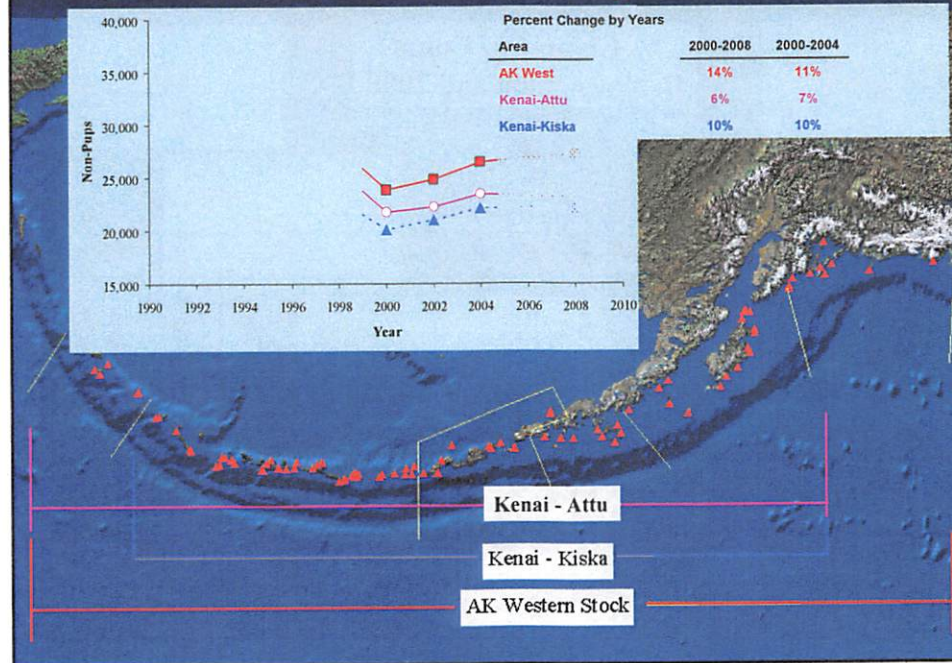 Percent Change by Years
Area 2000-2008 2000-2004
AK West 14% 11%
Kenai-Attu 6% 7%
Kenai-Kiska 10% 10%
40,000
35,000
30,000
25,000
20,000
15,000
Non-Pups
1990 1992 1994 1996 1998 2000 2002 2004 2006 2008 2010
Year
Kenai - Attu
Kenai - Kiska
AK Western Stock